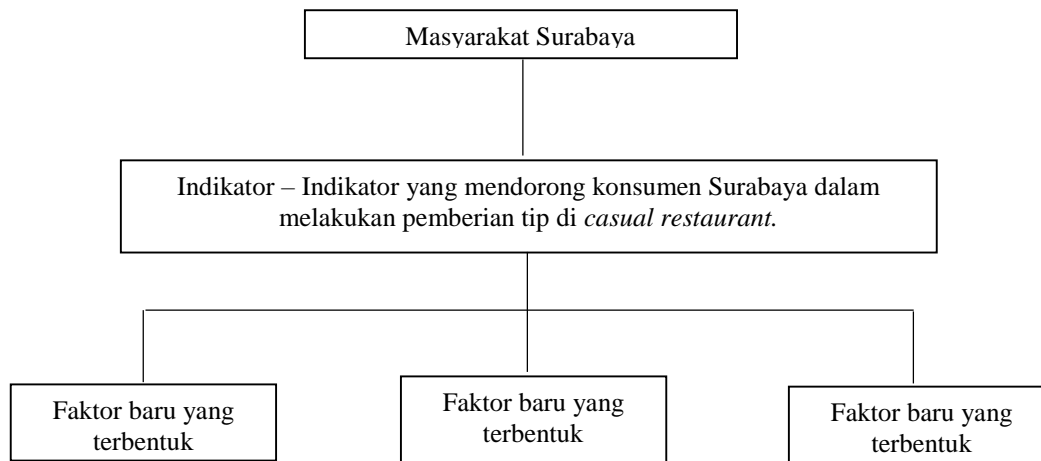 Masyarakat Surabaya
Indikator – Indikator yang mendorong konsumen Surabaya dalam
melakukan pemberian tip di casual restaurant.
Faktor baru yang
terbentuk
Faktor baru yang
terbentuk
Faktor baru yang
terbentuk